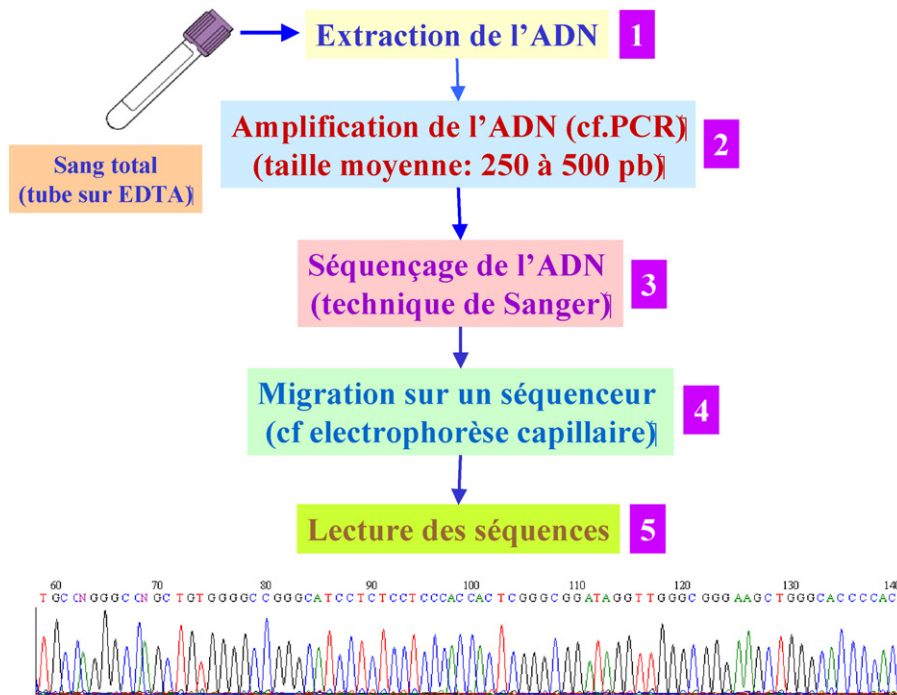 Extraction de l'ADN 1
Amplification de l'ADN (cf.PCR)
(taille moyenne: 250 à 500 pb) 2
Sang total
(tube sur EDTA)
Séquençage de l'ADN
(technique de Sanger) 3
Migration sur un séquenceur
(cf electrophorèse capillaire) 4
Lecture des séquences 5
60 70 80 90 100 110 120 130 140
T G C C N G G G C C N G C T G T G G G G C C G G G C A T C C T C T C C T C C C A C C A C T C G G G C G G A T A G G T T G G G C G G G A A G C T G G G C A C C C C A C